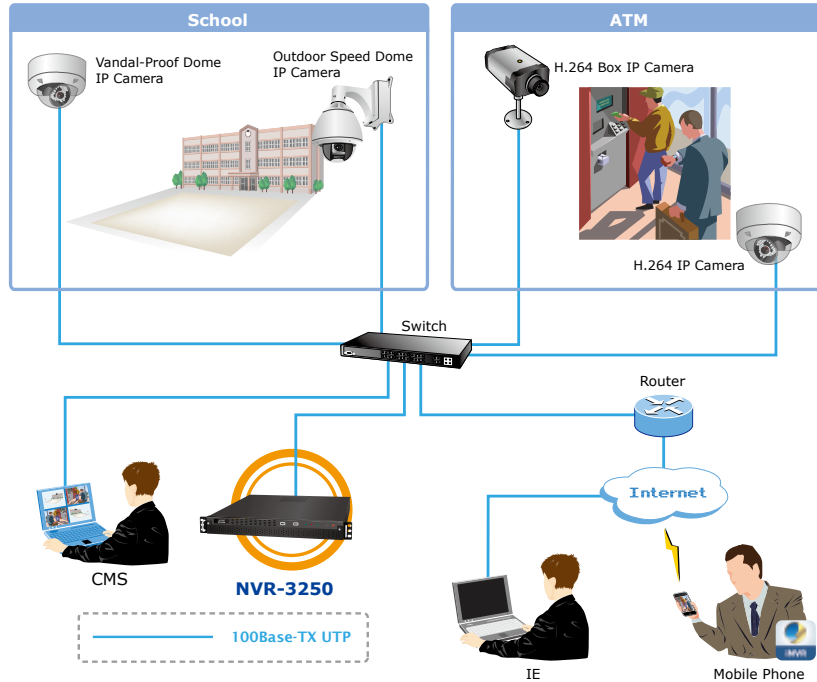 School
ATM
Vandal-Proof Dome
IP Camera
Outdoor Speed Dome
IP Camera
H.264 Box IP Camera
H.264 IP Camera
Switch
Router
Internet
CMS
NVR-3250
100Base-TX UTP
IE
iMVR
Mobile Phone